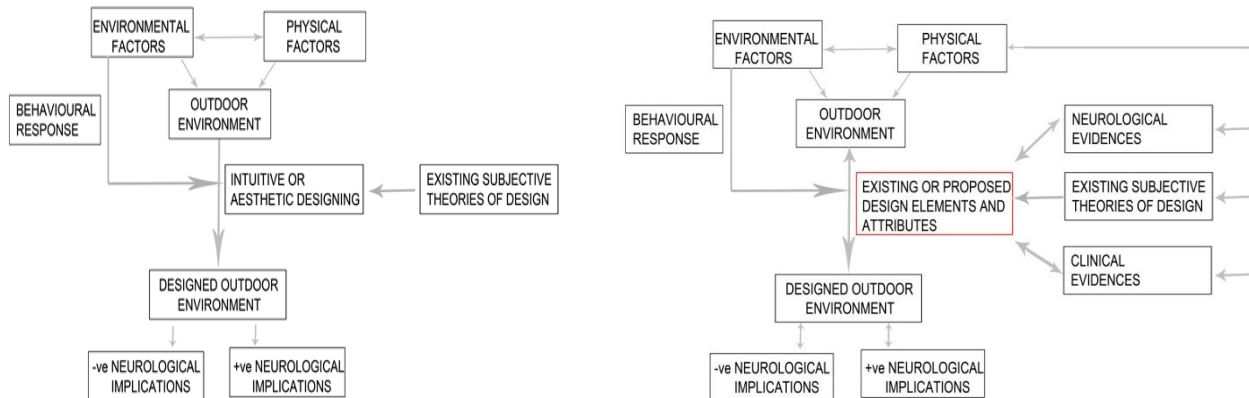 ENVIRONMENTAL
FACTORS
PHYSICAL
FACTORS
BEHAVIOURAL
RESPONSE
OUTDOOR
ENVIRONMENT
INTUITIVE OR
AESTHETIC DESIGNING
EXISTING SUBJECTIVE
THEORIES OF DESIGN
DESIGNED OUTDOOR
ENVIRONMENT
-ve NEUROLOGICAL
IMPLICATIONS
+ve NEUROLOGICAL
IMPLICATIONS
ENVIRONMENTAL
FACTORS
PHYSICAL
FACTORS
BEHAVIOURAL
RESPONSE
OUTDOOR
ENVIRONMENT
NEUROLOGICAL
EVIDENCES
EXISTING OR PROPOSED
DESIGN ELEMENTS AND
ATTRIBUTES
EXISTING SUBJECTIVE
THEORIES OF DESIGN
CLINICAL
EVIDENCES
DESIGNED OUTDOOR
ENVIRONMENT
-ve NEUROLOGICAL
IMPLICATIONS
+ve NEUROLOGICAL
IMPLICATIONS